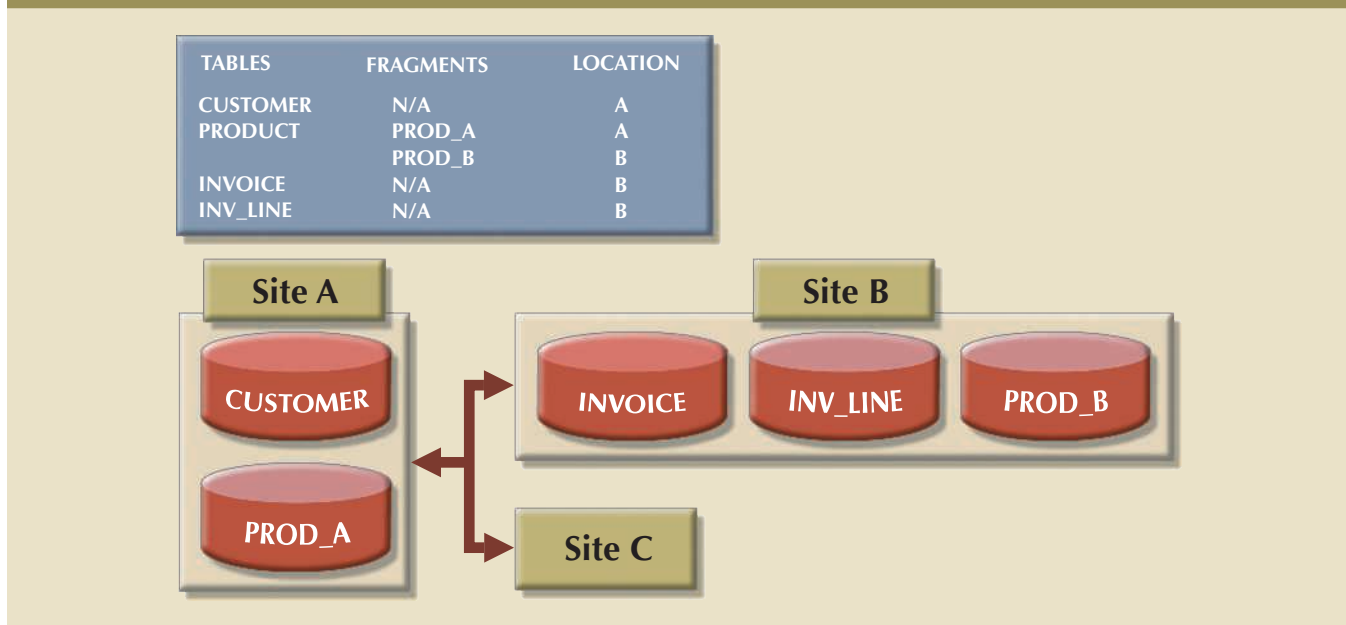 TABLES FRAGMENTS LOCATION
CUSTOMER N/A A
PRODUCT PROD_A A
PROD_B B
INVOICE N/A B
INV_LINE N/A B
Site A
Site B
CUSTOMER
INVOICE
INV_LINE
PROD_B
PROD_A
Site C